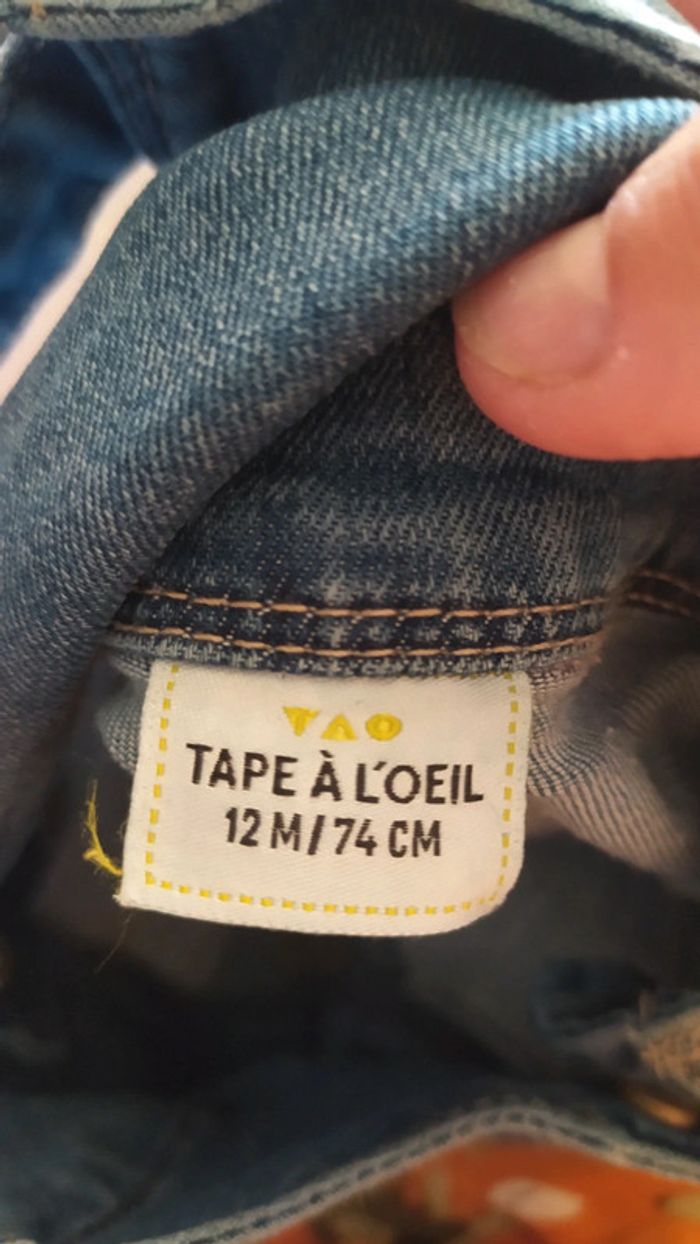 TAO
TAPE À L'OEIL
12 M/74 CM